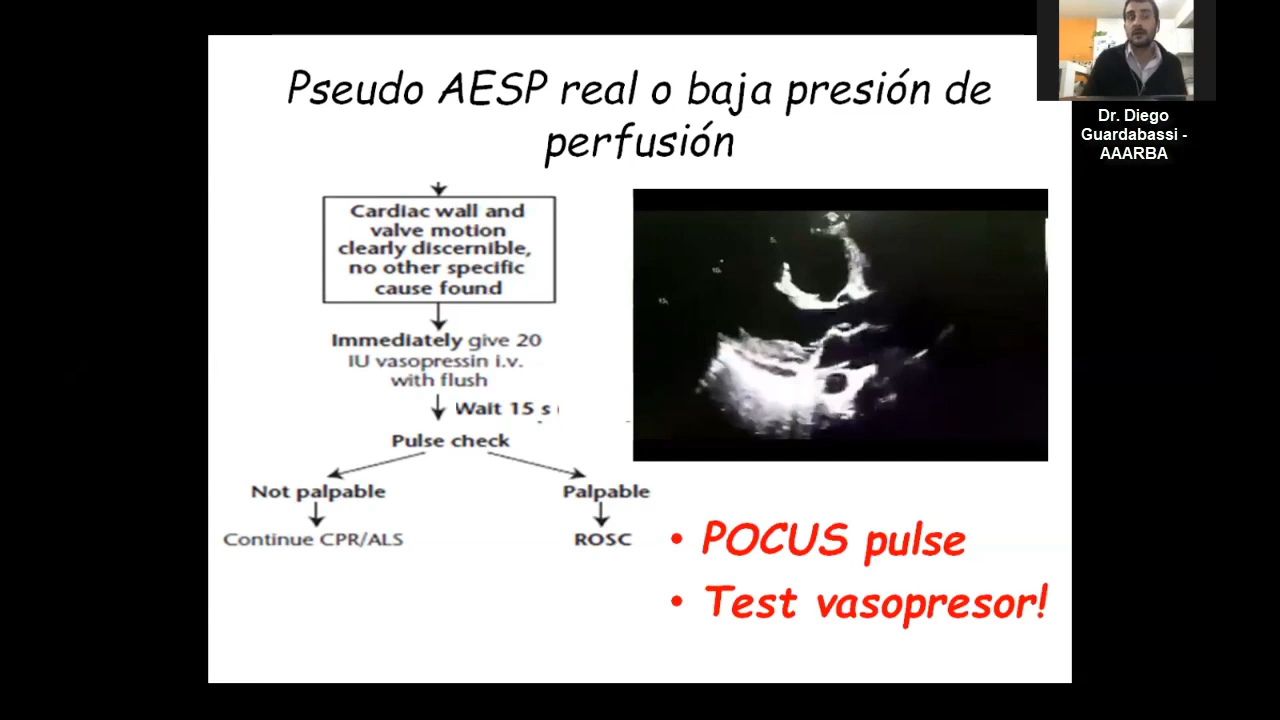 Pseudo AESP real o baja presión de
perfusión
Dr. Diego
Guardabassi -
AAARBA
Cardiac wall and
valve motion
clearly discernible,
no other specific
cause found
Immediately give 20
IU vasopressin i.v.
with flush
Wait 15 s
Pulse check
Not palpable
Palpable
Continue CPR/ALS
ROSC
• POCUS pulse
• Test vasopresor!